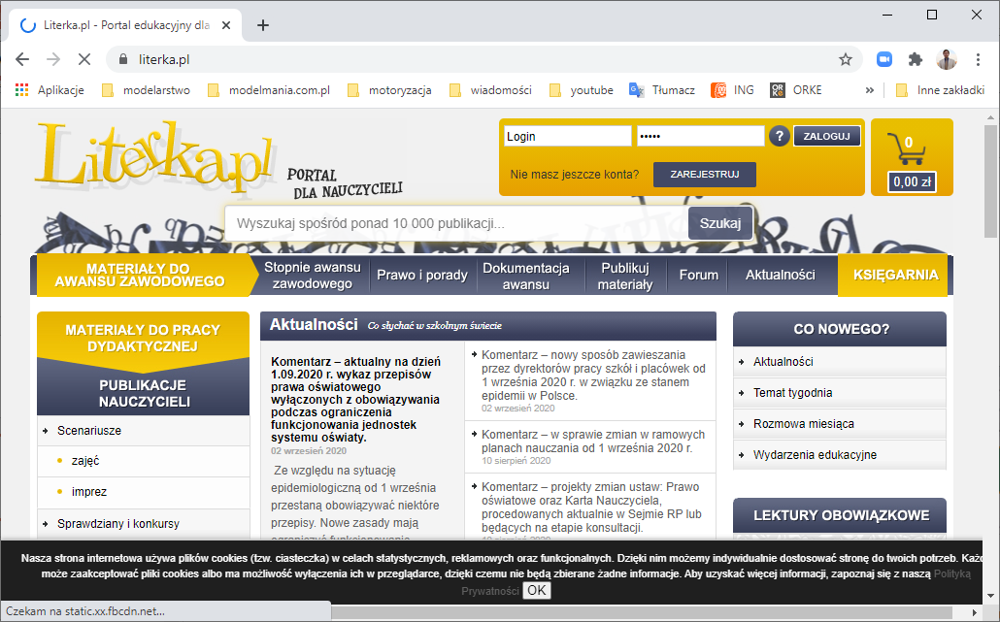 Literka.pl - Portal edukacyjny dla
literka.pl
Aplikacje modelarstwo modelmania.com.pl motoryzacja wiadomości youtube Tłumacz ING ORKE » Inne zakładki
Literka.pl
PORTAL
DLA NAUCZYCIELI
Login ••••• ? ZALOGUJ
Nie masz jeszcze konta? ZAREJESTRUJ
0
0,00 zł
Wyszukaj spośród ponad 10 000 publikacji... Szukaj
MATERIAŁY DO
AWANSU ZAWODOWEGO
Stopnie awansu
zawodowego
Prawo i porady
Dokumentacja
awansu
Publikuj
materiały
Forum
Aktualności
KSIĘGARNIA
MATERIAŁY DO PRACY
DYDAKTYCZNEJ
PUBLIKACJE
NAUCZYCIELI
Scenariusze
zajęć
imprez
Sprawdziany i konkursy
Aktualności Co słychać w szkolnym świecie
Komentarz – aktualny na dzień
1.09.2020 r. wykaz przepisów
prawa oświatowego
wyłączonych z obowiązywania
podczas ograniczenia
funkcjonowania jednostek
systemu oświaty.
02 wrzesień 2020
Ze względu na sytuację
epidemiologiczną od 1 września
przestaną obowiązywać niektóre
przepisy. Nowe zasady mają
ograniczyć funkcjonowanie
Komentarz – nowy sposób zawieszania
przez dyrektorów pracy szkół i placówek od
1 września 2020 r. w związku ze stanem
epidemii w Polsce.
02 wrzesień 2020
Komentarz – w sprawie zmian w ramowych
planach nauczania od 1 września 2020 r.
10 sierpień 2020
Komentarz – projekty zmian ustaw: Prawo
oświatowe oraz Karta Nauczyciela,
procedowanych aktualnie w Sejmie RP lub
będących na etapie konsultacji.
10 sierpień 2020
CO NOWEGO?
Aktualności
Temat tygodnia
Rozmowa miesiąca
Wydarzenia edukacyjne
LEKTURY OBOWIĄZKOWE
Nasza strona internetowa używa plików cookies (tzw. ciasteczka) w celach statystycznych, reklamowych oraz funkcjonalnych. Dzięki nim możemy indywidualnie dostosować stronę do twoich potrzeb. Każd
może zaakceptować pliki cookies albo ma możliwość wyłączenia ich w przeglądarce, dzięki czemu nie będą zbierane żadne informacje. Aby uzyskać więcej informacji, zapoznaj się z naszą Polityką
Prywatności OK
Czekam na static.xx.fbcdn.net...